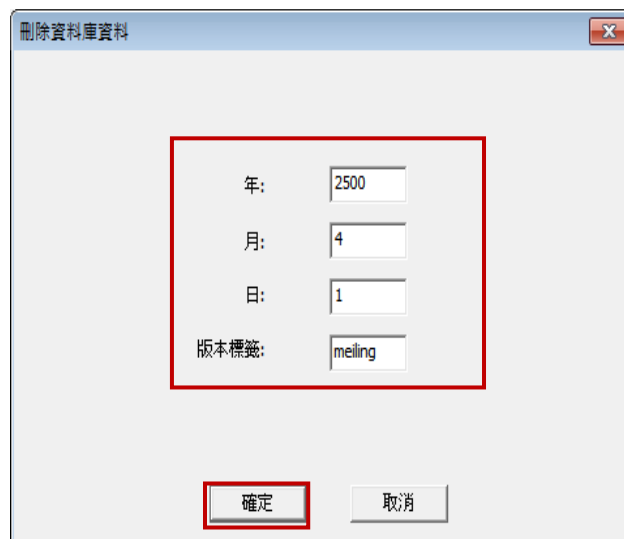 刪除資料庫資料
年: 2500
月: 4
日: 1
版本標籤: meiling
確定 取消